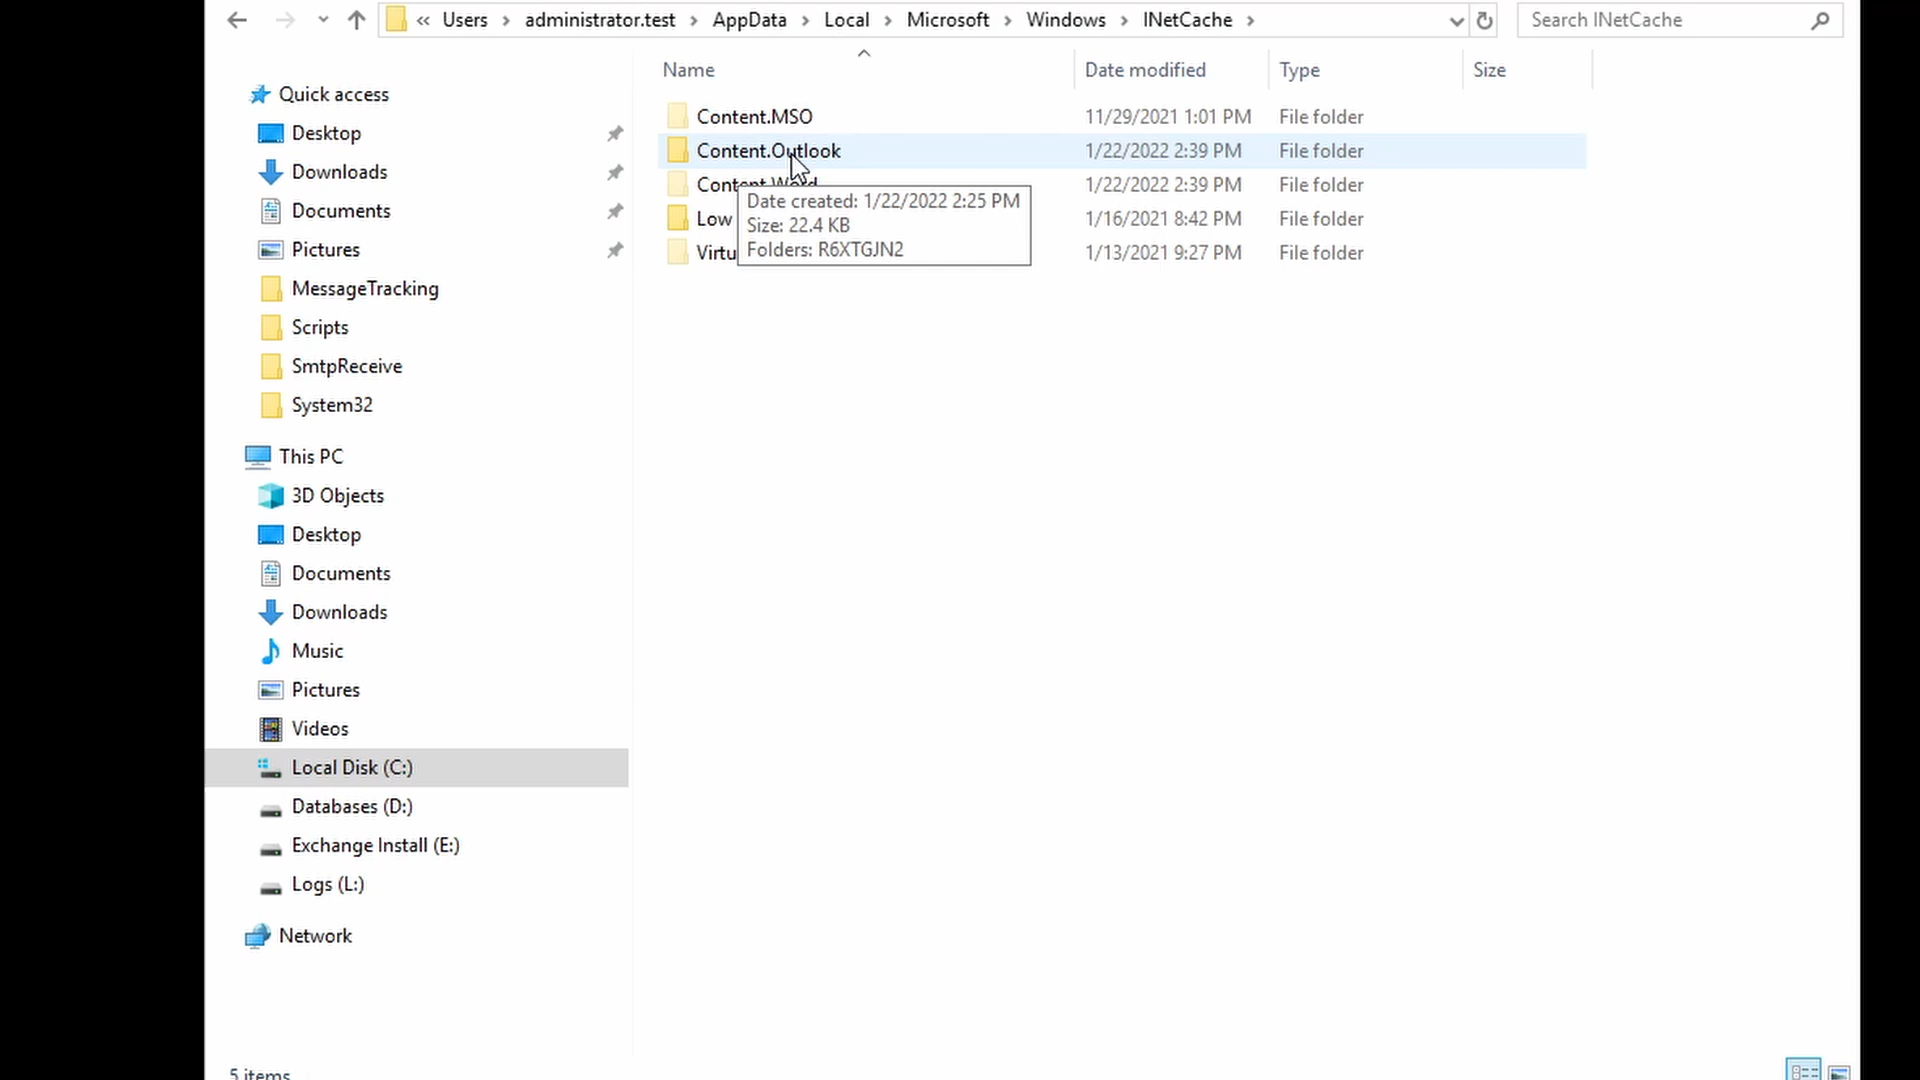 « Users > administrator.test > AppData > Local > Microsoft > Windows > INetCache >
Search INetCache
Name
Date modified
Type
Size
Quick access
Desktop
Downloads
Documents
Pictures
MessageTracking
Scripts
SmtpReceive
System32
This PC
3D Objects
Desktop
Documents
Downloads
Music
Pictures
Videos
Local Disk (C:)
Databases (D:)
Exchange Install (E:)
Logs (L:)
Network
Content.MSO 11/29/2021 1:01 PM File folder
Content.Outlook 1/22/2022 2:39 PM File folder
Content.Word 1/22/2022 2:39 PM File folder
Low 1/16/2021 8:42 PM File folder
Virtu 1/13/2021 9:27 PM File folder
Date created: 1/22/2022 2:25 PM
Size: 22.4 KB
Folders: R6XTGJN2
5 items